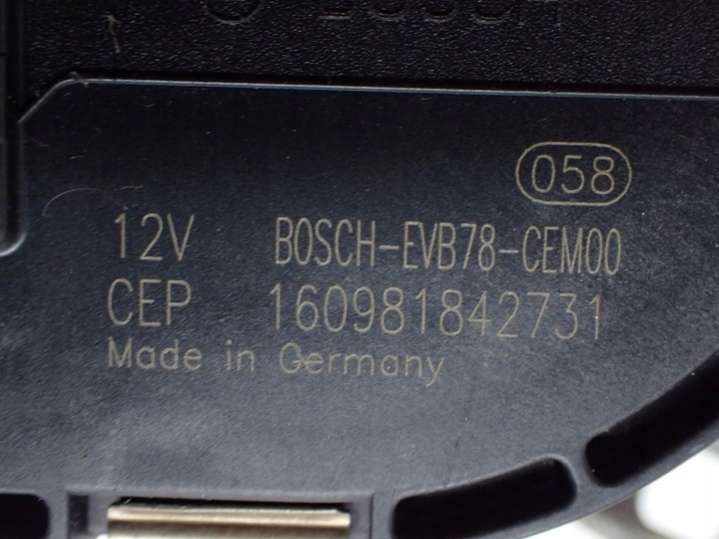 058
12V BOSCH-EVB78-CEM00
CEP 160981842731
Made in Germany